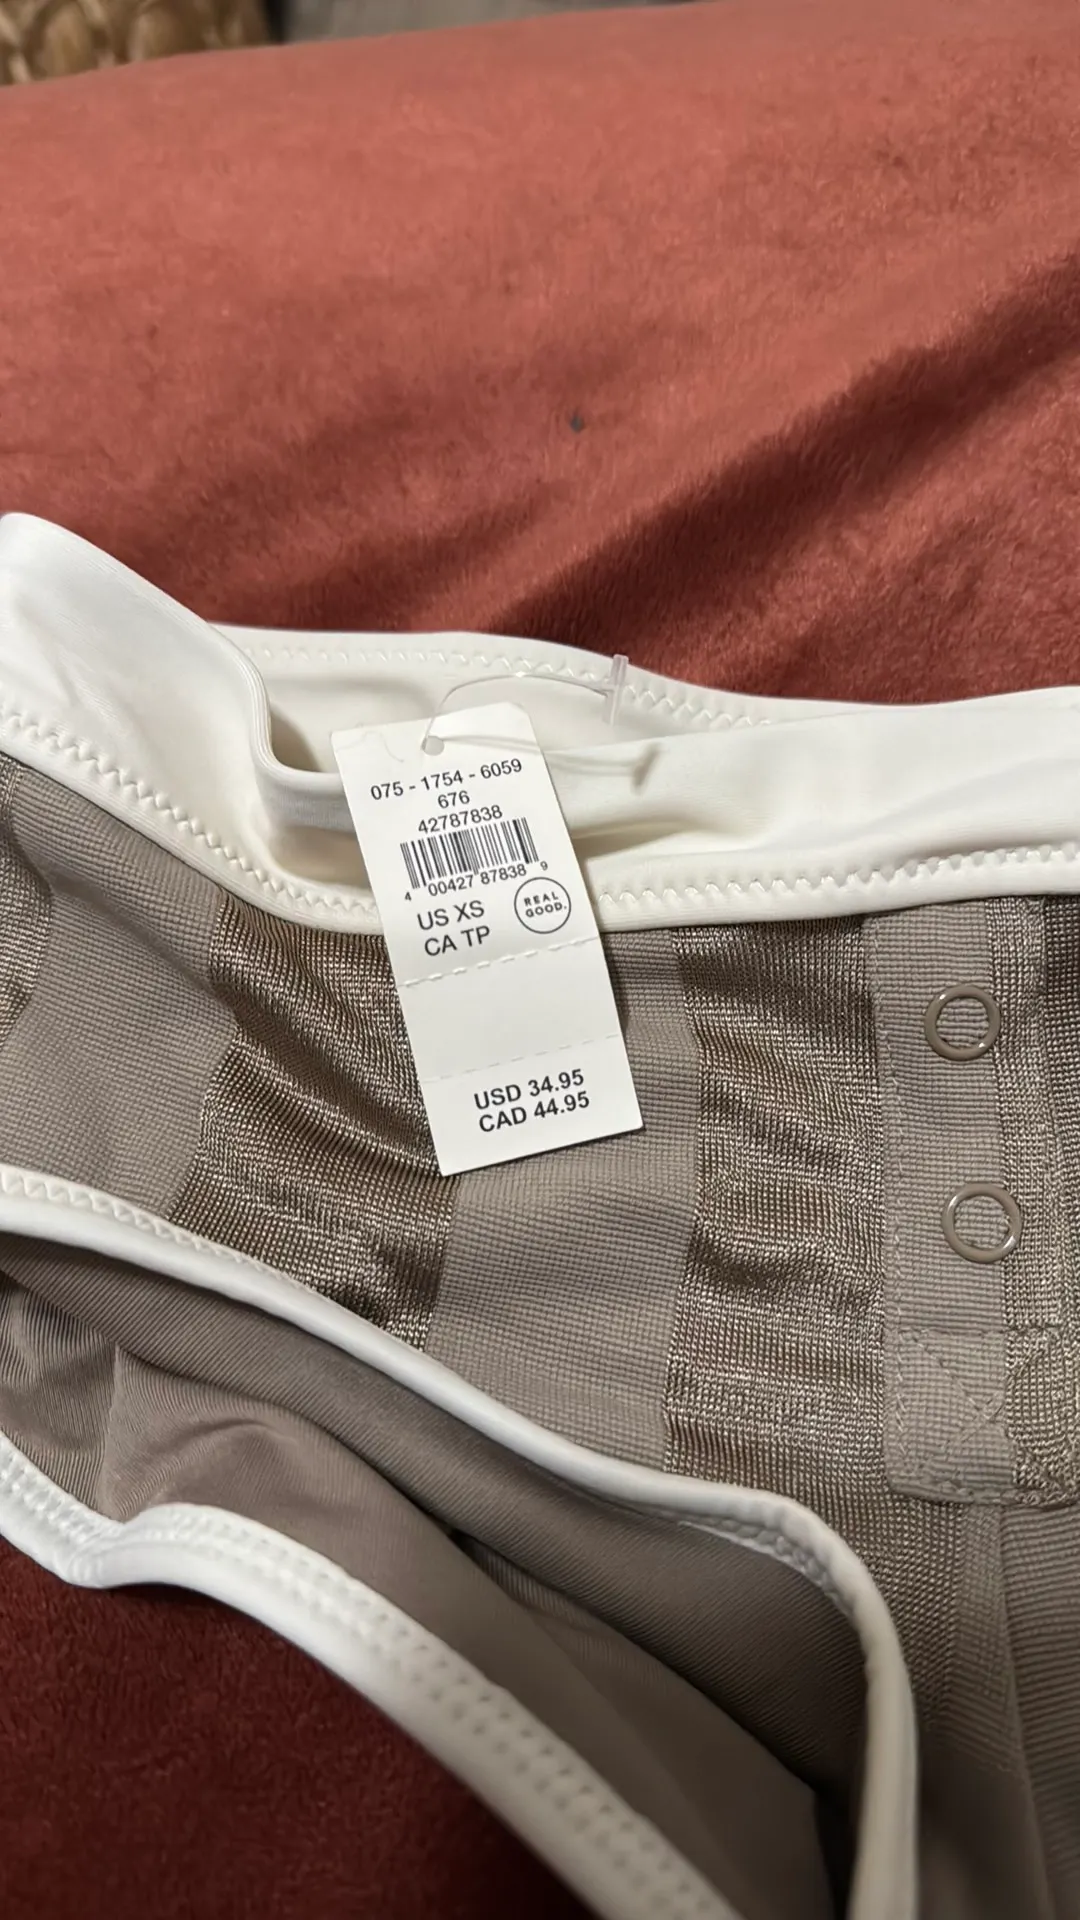 075 - 1754 - 6059
676
42787838
4 00427 87838 9
US XS
CA TP
REAL
GOOD.
USD 34.95
CAD 44.95